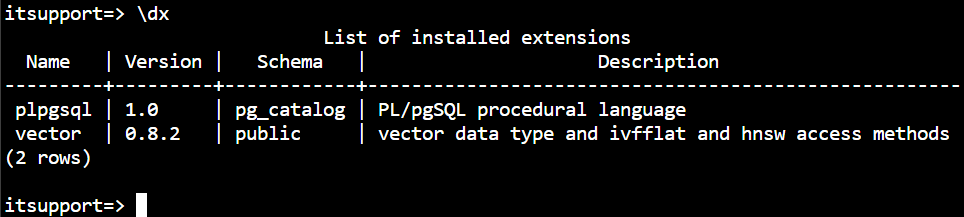 itsupport=> \dx
                             List of installed extensions
  Name   | Version |   Schema   |                     Description
---------+---------+------------+------------------------------------------------------
 plpgsql | 1.0     | pg_catalog | PL/pgSQL procedural language
 vector  | 0.8.2   | public     | vector data type and ivfflat and hnsw access methods
(2 rows)
itsupport=>